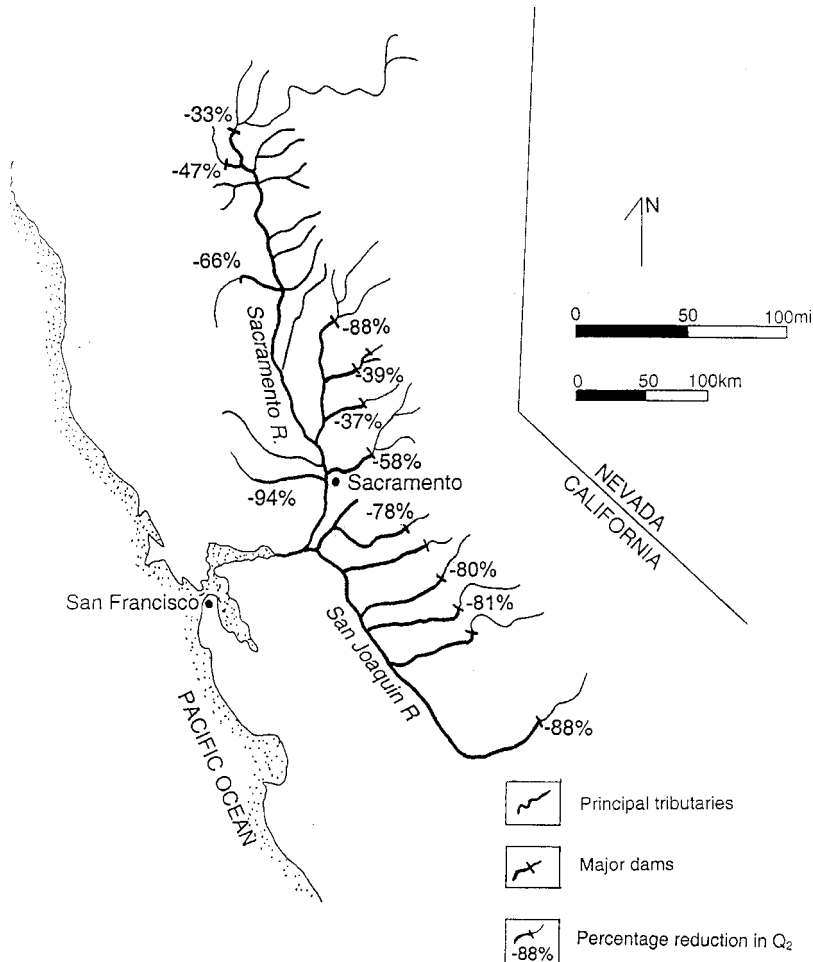 -33%
-47%
-66%
Sacramento R.
-88%
-39%
-37%
-58%
Sacramento
-94%
-78%
-80%
-81%
San Francisco
San Joaquin R
-88%
PACIFIC OCEAN
N
0 50 100mi
0 50 100km
NEVADA
CALIFORNIA
Principal tributaries
Major dams
-88%
Percentage reduction in Q₂